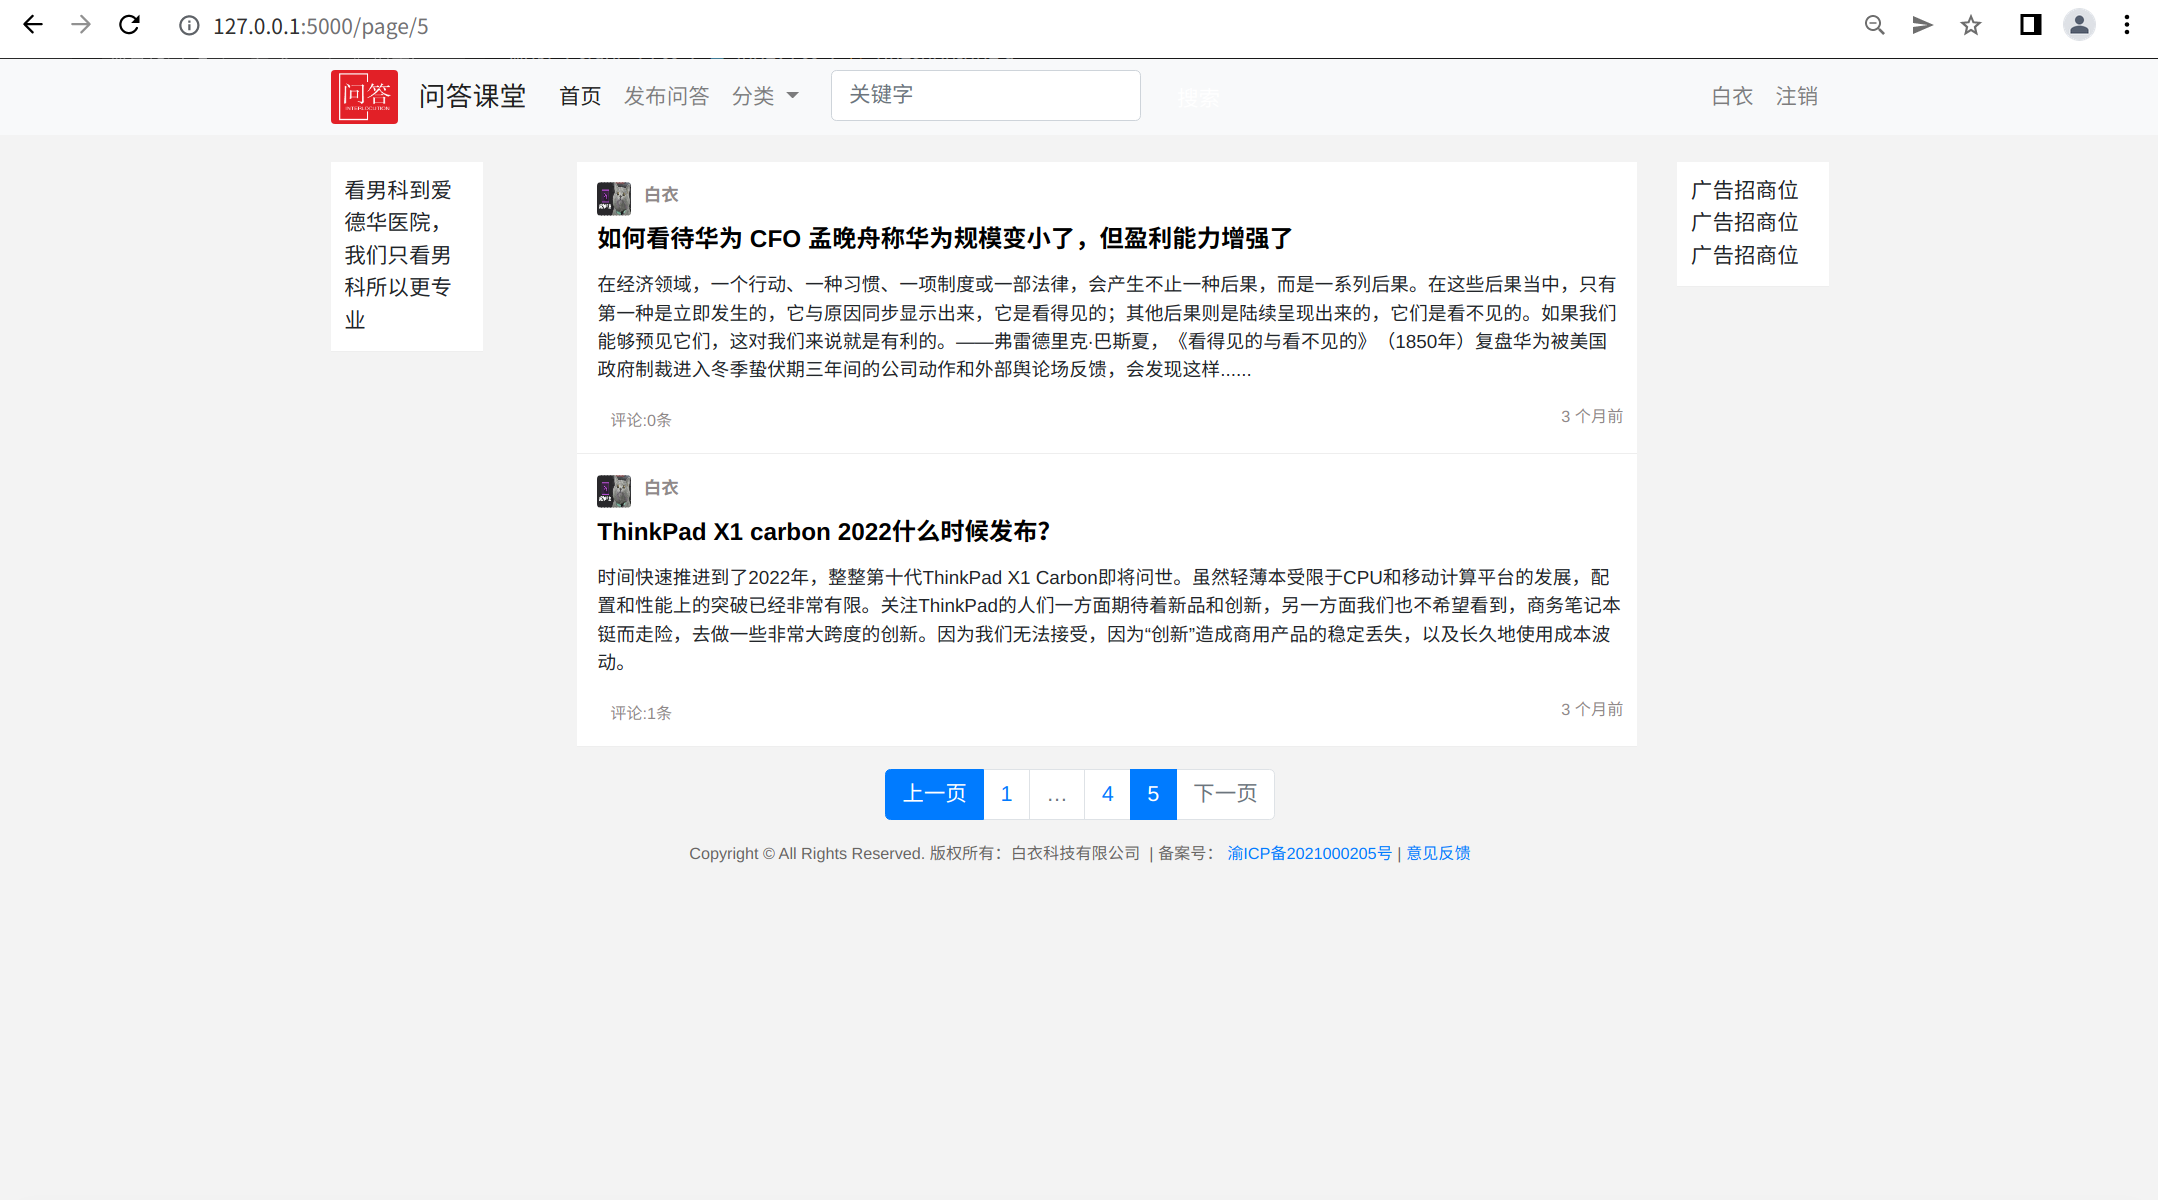 127.0.0.1:5000/page/5
问答 INTERLOCUTION 问答课堂 首页 发布问答 分类 关键字 搜索 白衣 注销
看男科到爱
德华医院，
我们只看男
科所以更专
业
白衣
如何看待华为 CFO 孟晚舟称华为规模变小了，但盈利能力增强了
在经济领域，一个行动、一种习惯、一项制度或一部法律，会产生不止一种后果，而是一系列后果。在这些后果当中，只有
第一种是立即发生的，它与原因同步显示出来，它是看得见的；其他后果则是陆续呈现出来的，它们是看不见的。如果我们
能够预见它们，这对我们来说就是有利的。——弗雷德里克·巴斯夏，《看得见的与看不见的》（1850年）复盘华为被美国
政府制裁进入冬季蛰伏期三年间的公司动作和外部舆论场反馈，会发现这样......
评论:0条 3 个月前
白衣
ThinkPad X1 carbon 2022什么时候发布?
时间快速推进到了2022年，整整第十代ThinkPad X1 Carbon即将问世。虽然轻薄本受限于CPU和移动计算平台的发展，配
置和性能上的突破已经非常有限。关注ThinkPad的人们一方面期待着新品和创新，另一方面我们也不希望看到，商务笔记本
铤而走险，去做一些非常大跨度的创新。因为我们无法接受，因为“创新”造成商用产品的稳定丢失，以及长久地使用成本波
动。
评论:1条 3 个月前
广告招商位
广告招商位
广告招商位
上一页 1 ... 4 5 下一页
Copyright © All Rights Reserved. 版权所有：白衣科技有限公司 | 备案号： 渝ICP备2021000205号 | 意见反馈